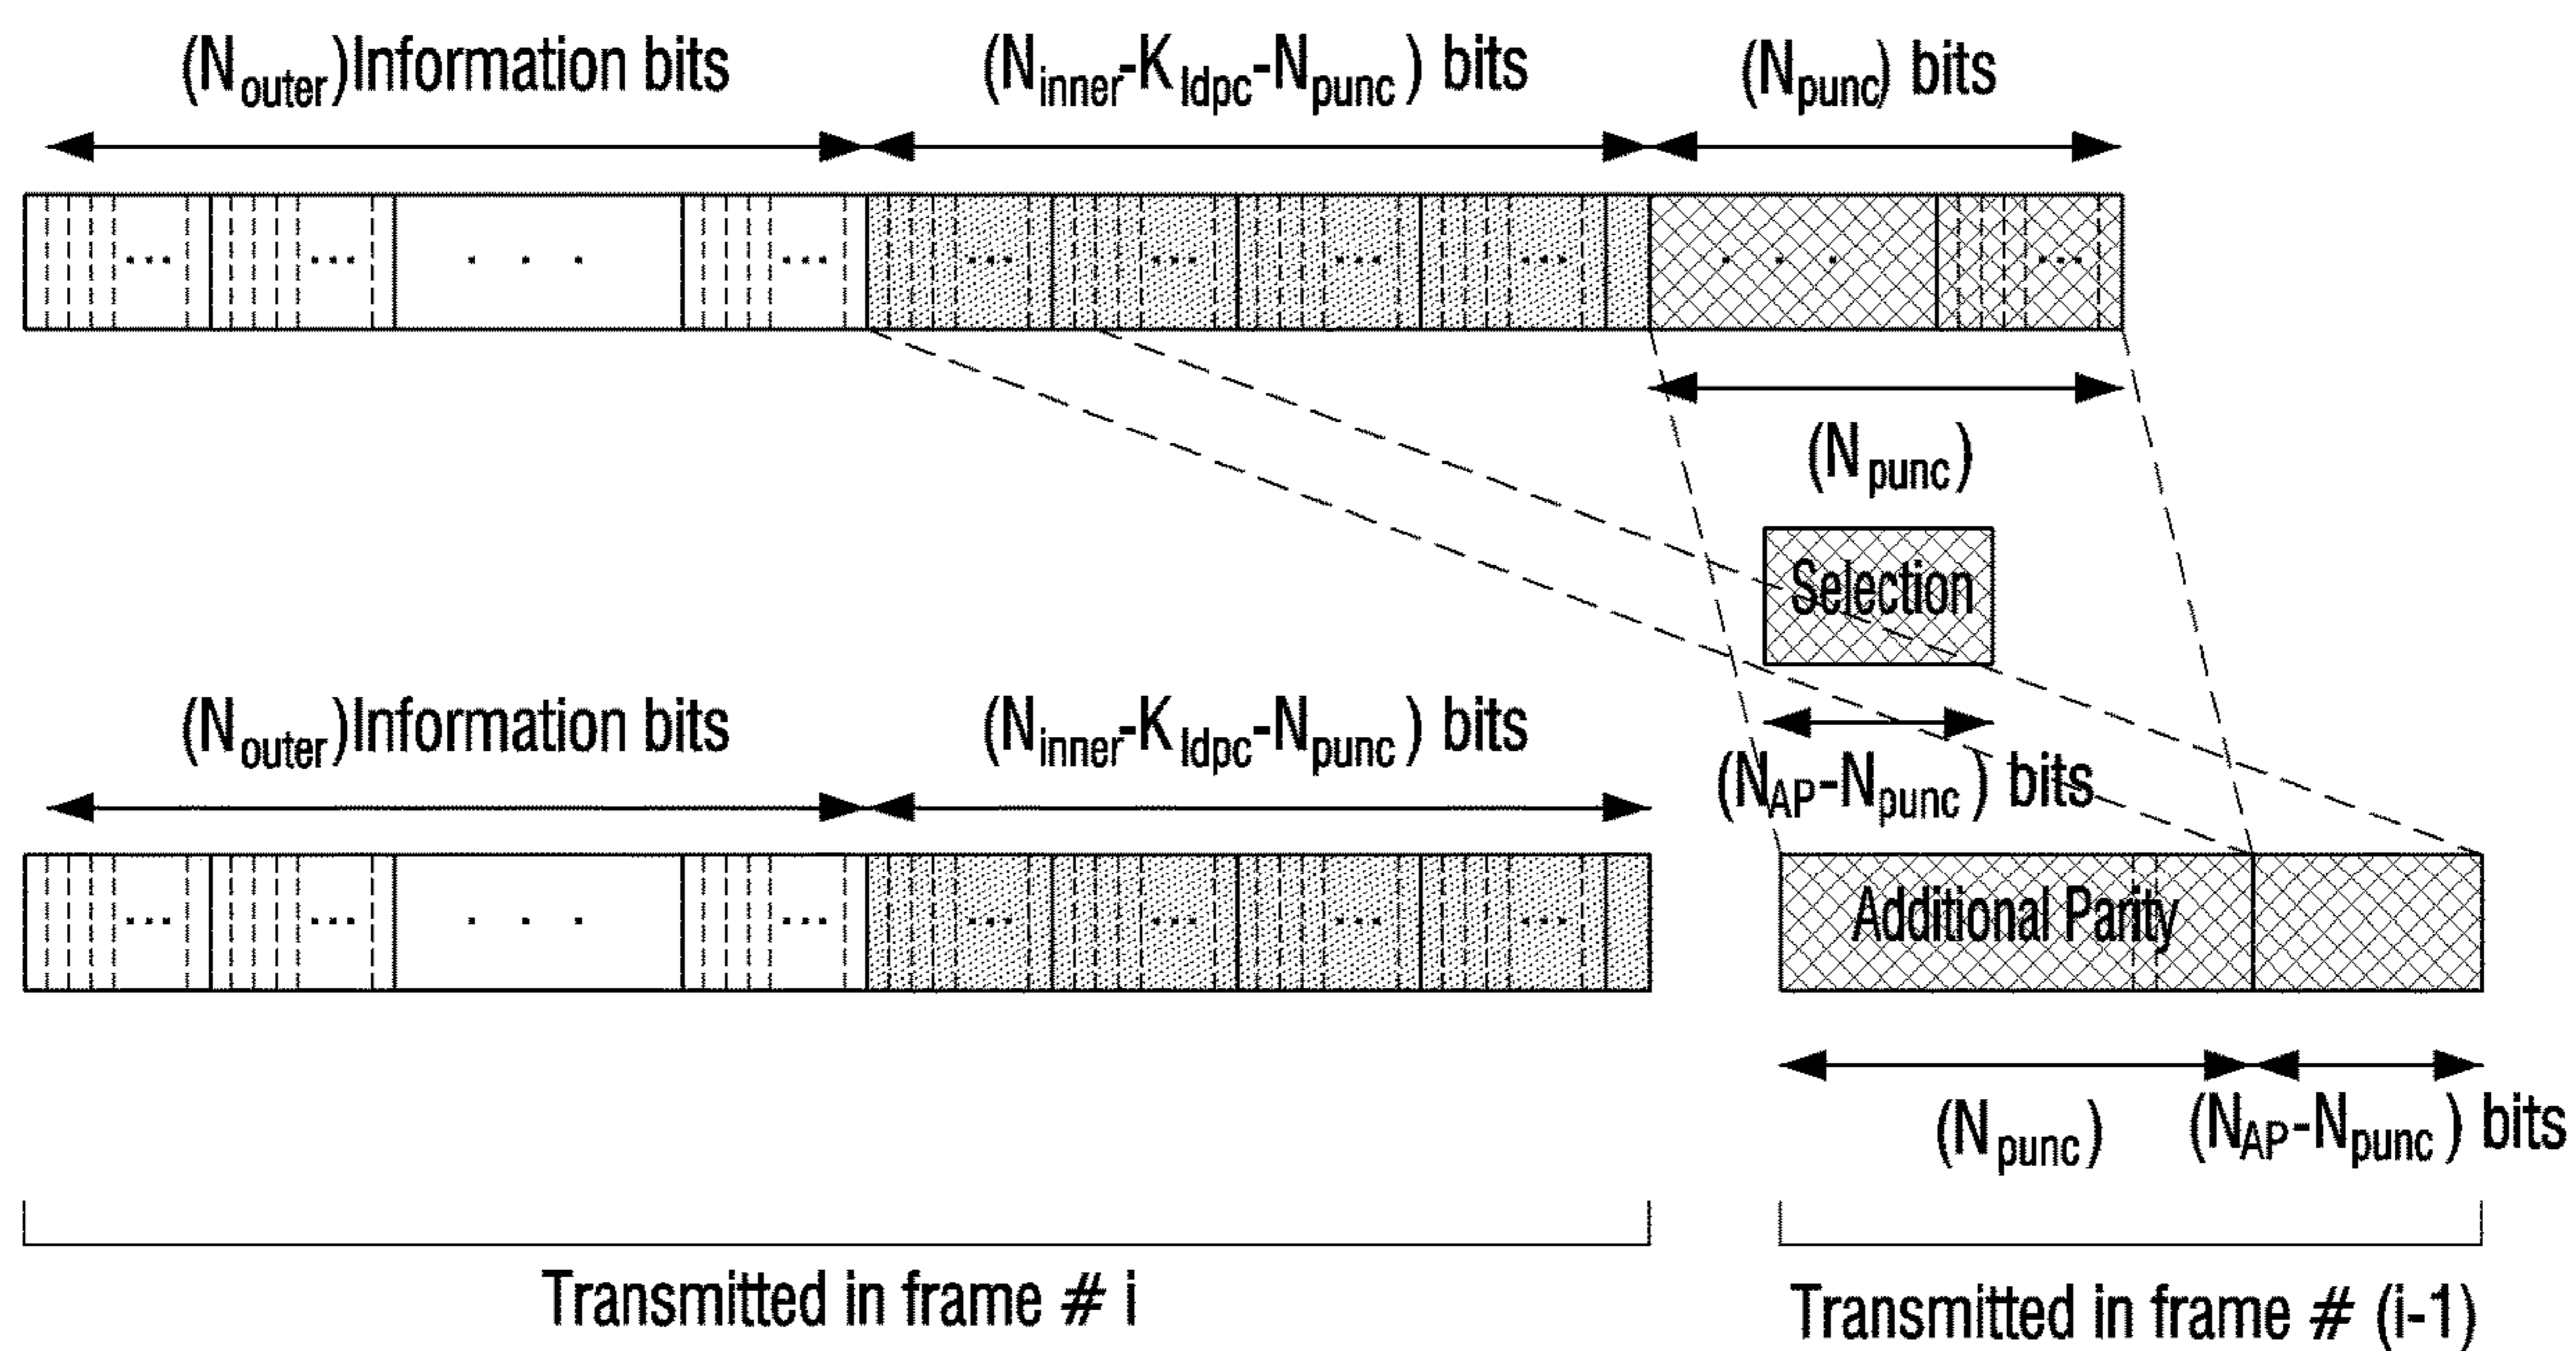 (Nouter)Information bits
(Ninner-Kldpc-Npunc) bits
(Npunc) bits
(Npunc)
Selection
(Nouter)Information bits
(Ninner-Kldpc-Npunc) bits
(NAP-Npunc) bits
Additional Parity
(Npunc)
(NAP-Npunc) bits
Transmitted in frame # i
Transmitted in frame # (i-1)